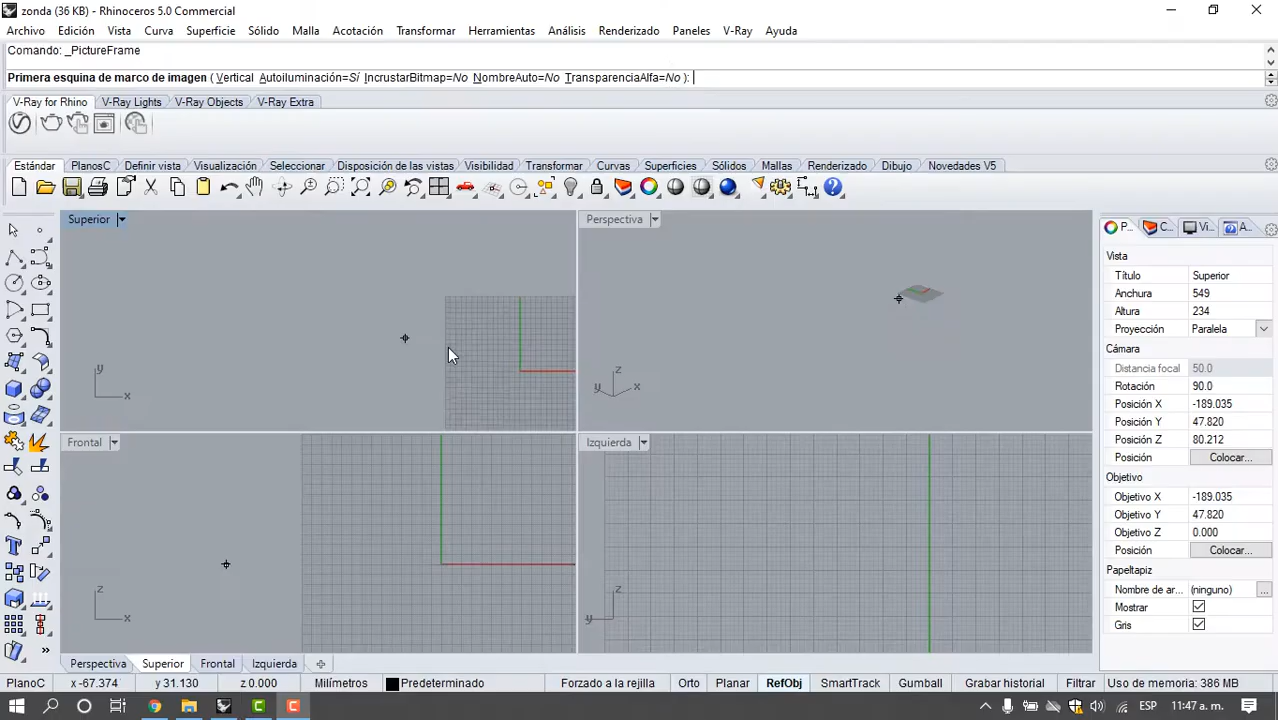 zonda (36 KB) - Rhinoceros 5.0 Commercial
Archivo Edición Vista Curva Superficie Sólido Malla Acotación Transformar Herramientas Análisis Renderizado Paneles V-Ray Ayuda
Comando: _PictureFrame
Primera esquina de marco de imagen ( Vertical Autoiluminación=Sí IncrustarBitmap=No NombreAuto=No TransparenciaAlfa=No ):
V-Ray for Rhino V-Ray Lights V-Ray Objects V-Ray Extra
Estándar PlanosC Definir vista Visualización Seleccionar Disposición de las vistas Visibilidad Transformar Curvas Superficies Sólidos Mallas Renderizado Dibujo Novedades V5
Superior
Perspectiva
P... C... Vi... A...
Vista
Título Superior
Anchura 549
Altura 234
Proyección Paralela
Cámara
Distancia focal 50.0
Rotación 90.0
Posición X -189.035
Posición Y 47.820
Posición Z 80.212
Posición Colocar...
Objetivo
Objetivo X -189.035
Objetivo Y 47.820
Objetivo Z 0.000
Posición Colocar...
Papeltapiz
Nombre de ar... (ninguno) ...
Mostrar
Gris
y
x
z
y
x
Frontal
Izquierda
z
x
z
y
Perspectiva Superior Frontal Izquierda
PlanoC x -67.374 y 31.130 z 0.000 Milímetros Predeterminado Forzado a la rejilla Orto Planar RefObj SmartTrack Gumball Grabar historial Filtrar Uso de memoria: 386 MB
ESP 11:47 a. m.